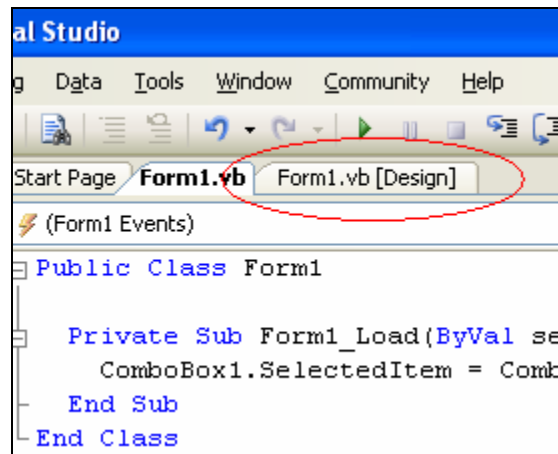 al Studio
g Data Tools Window Community Help
Start Page Form1.vb Form1.vb [Design]
(Form1 Events)
Public Class Form1
Private Sub Form1_Load(ByVal se
ComboBox1.SelectedItem = Comb
End Sub
End Class